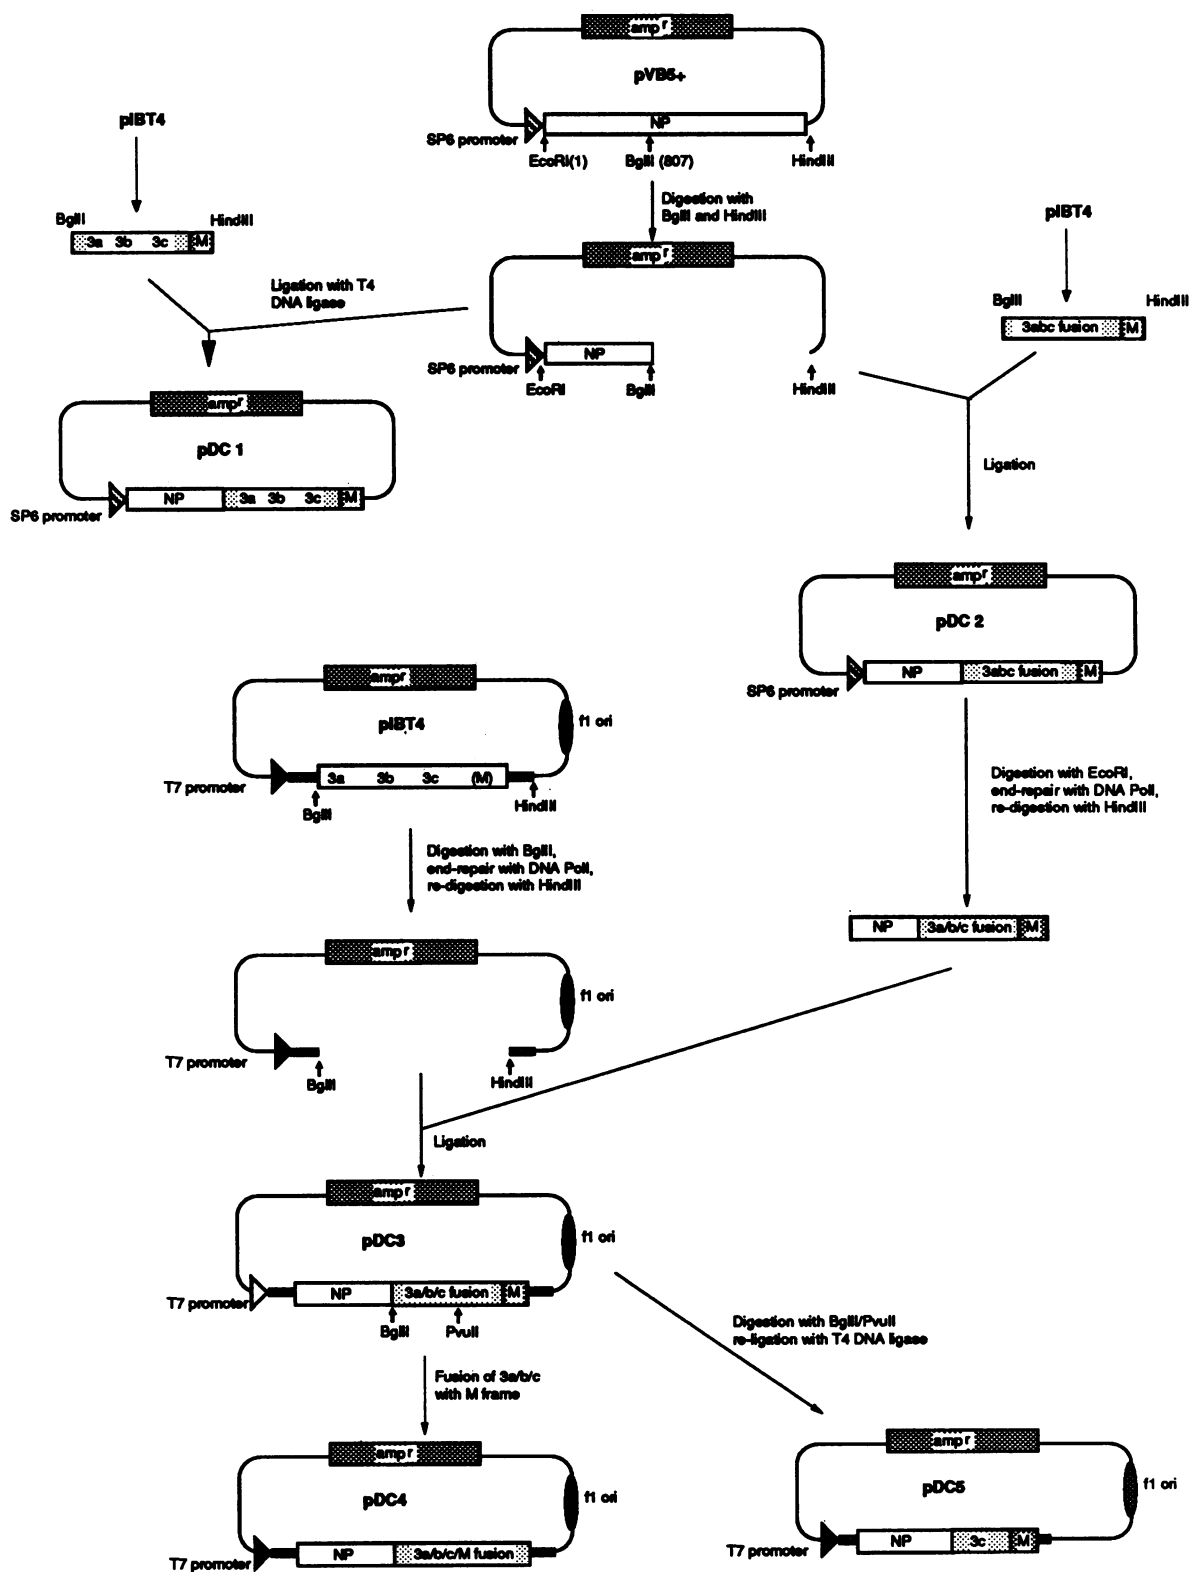 amp r
pVB5+
NP
SP6 promoter
EcoRI(1)
BglII (807)
HindIII
pIBT4
BglII
HindIII
3a 3b 3c M
Digestion with
BglII and HindIII
pIBT4
amp r
Ligation with T4
DNA ligase
BglII
HindIII
3abc fusion M
NP
SP6 promoter
EcoRI
BglII
HindIII
amp r
pDC 1
NP 3a 3b 3c M
SP6 promoter
Ligation
amp r
pDC 2
NP 3abc fusion M
SP6 promoter
amp r
pIBT4
f1 ori
3a 3b 3c (M)
T7 promoter
BglII
HindIII
Digestion with EcoRI,
end-repair with DNA PolI,
re-digestion with HindIII
Digestion with BglII,
end-repair with DNA PolI,
re-digestion with HindIII
NP 3a/b/c fusion M
amp r
f1 ori
T7 promoter
BglII
HindIII
Ligation
amp r
pDC3
f1 ori
NP 3a/b/c fusion M
T7 promoter
BglII
PvuII
Digestion with BglII/PvuII
re-ligation with T4 DNA ligase
Fusion of 3a/b/c
with M frame
amp r
pDC4
f1 ori
NP 3a/b/c/M fusion
T7 promoter
amp r
pDC5
f1 ori
NP 3c M
T7 promoter